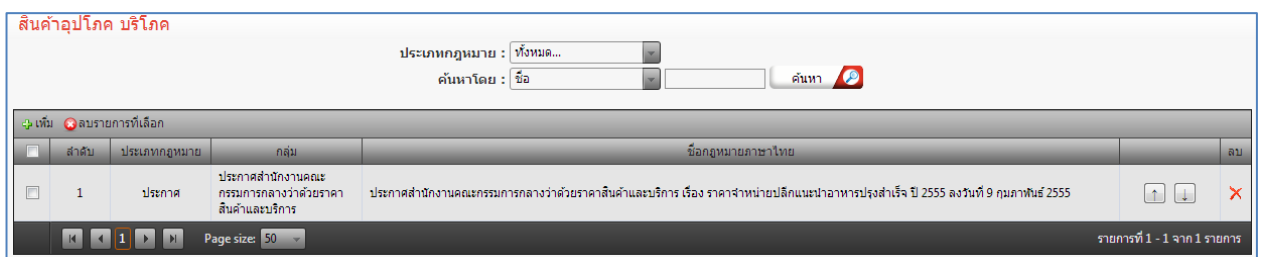 สินค้าอุปโภค บริโภค
ประเภทกฎหมาย : ทั้งหมด...
ค้นหาโดย : ชื่อ ค้นหา
เพิ่ม ลบรายการที่เลือก
ลำดับ ประเภทกฎหมาย กลุ่ม ชื่อกฎหมายภาษาไทย ลบ
1 ประกาศ ประกาศสำนักงานคณะ
กรรมการกลางว่าด้วยราคา
สินค้าและบริการ
ประกาศสำนักงานคณะกรรมการกลางว่าด้วยราคาสินค้าและบริการ เรื่อง ราคาจำหน่ายปลีกแนะนำอาหารปรุงสำเร็จ ปี 2555 ลงวันที่ 9 กุมภาพันธ์ 2555
1 Page size: 50 รายการที่ 1 - 1 จาก 1 รายการ